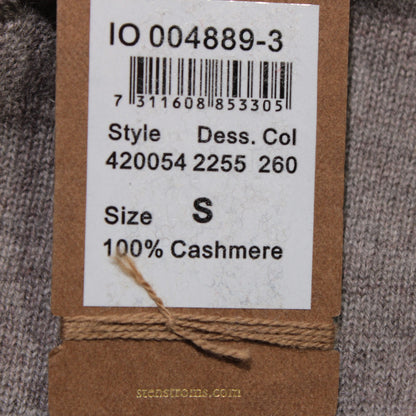 IO 004889-3
7 311608 853305
Style Dess. Col
420054 2255 260
Size S
100% Cashmere
stenstroms.com